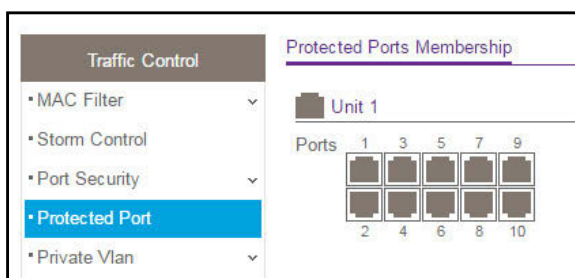 Traffic Control
MAC Filter
Storm Control
Port Security
Protected Port
Private Vlan
Protected Ports Membership
Unit 1
Ports 1 3 5 7 9
2 4 6 8 10